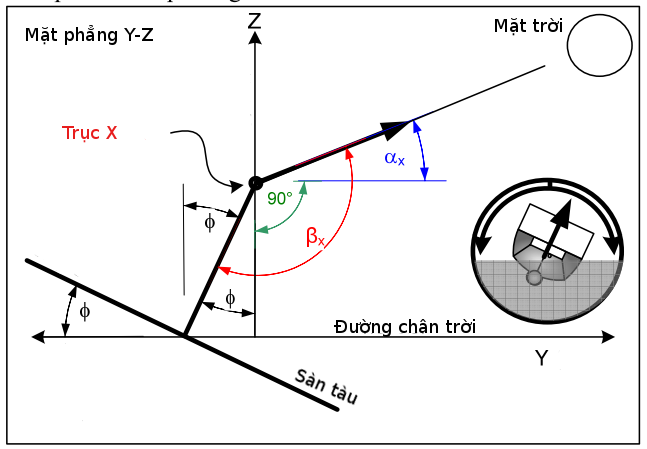 Z
Mặt phẳng Y-Z
Mặt trời
Trục X
αx
90°
ϕ
βx
ϕ
ϕ
Đường chân trời
Y
Sàn tàu